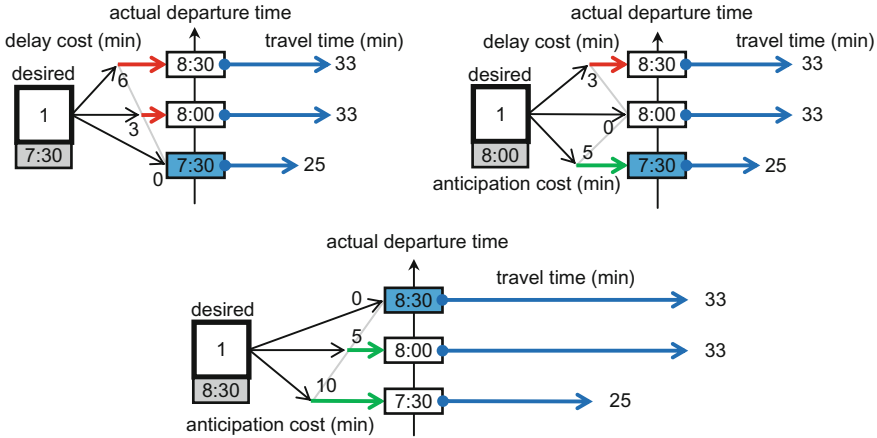 actual departure time
delay cost (min)
travel time (min)
desired
8:30
33
6
1
8:00
33
3
7:30
7:30
25
0
actual departure time
delay cost (min)
travel time (min)
desired
8:30
33
3
1
8:00
33
0
8:00
5
7:30
25
anticipation cost (min)
actual departure time
travel time (min)
desired
0
8:30
33
1
5
8:00
33
8:30
10
7:30
25
anticipation cost (min)